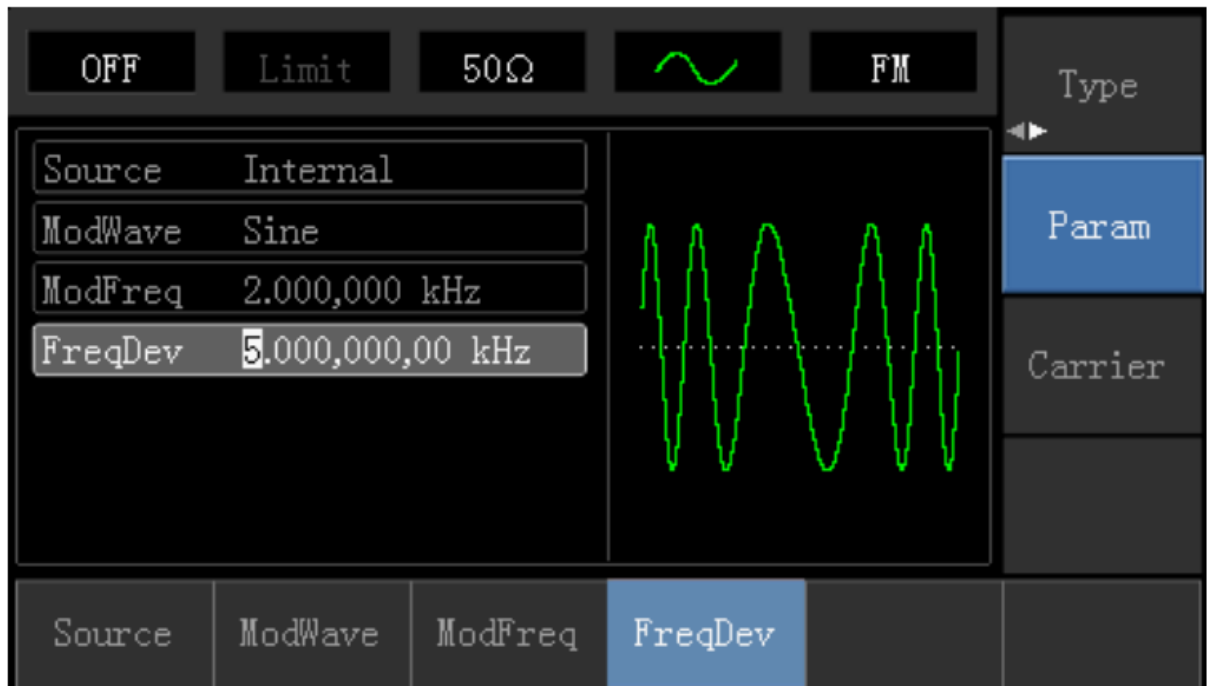 OFF Limit 50Ω FM
Type
Source Internal
ModWave Sine
ModFreq 2.000,000 kHz
FreqDev 5.000,000,00 kHz
Param
Carrier
Source ModWave ModFreq FreqDev